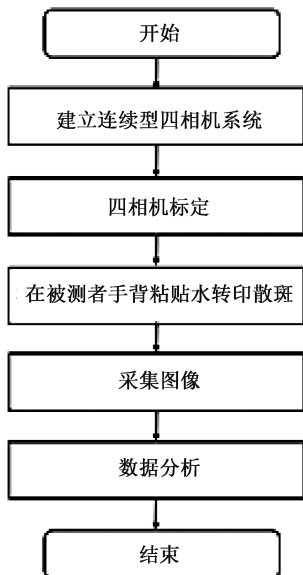 开始
建立连续型四相机系统
四相机标定
在被测者手背粘贴水转印散斑
采集图像
数据分析
结束